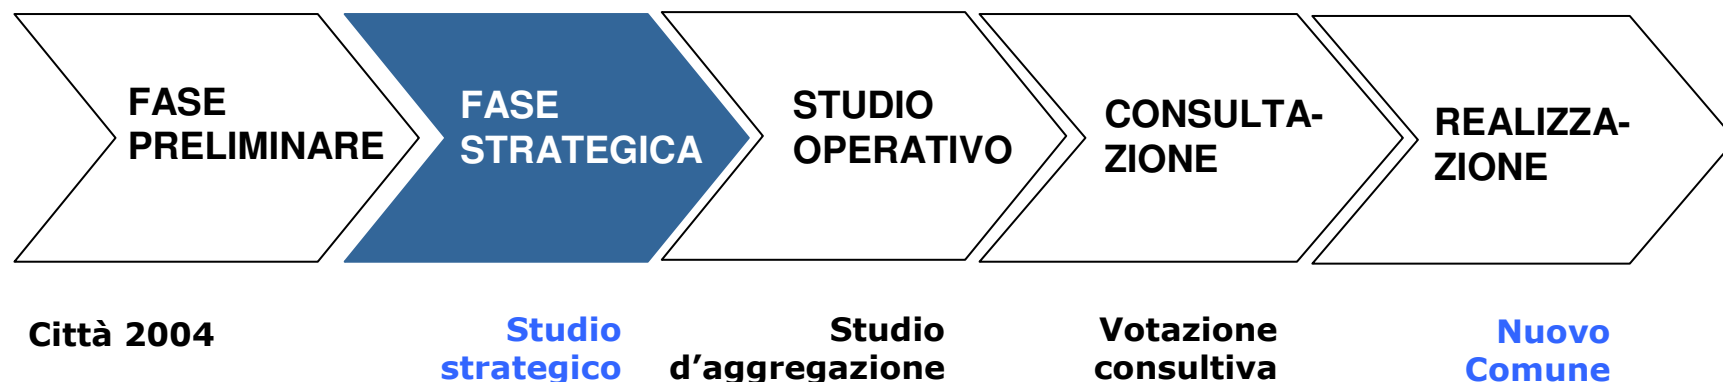 FASE
PRELIMINARE
FASE
STRATEGICA
STUDIO
OPERATIVO
CONSULTA-
ZIONE
REALIZZA-
ZIONE
Città 2004
Studio
strategico
Studio
d'aggregazione
Votazione
consultiva
Nuovo
Comune